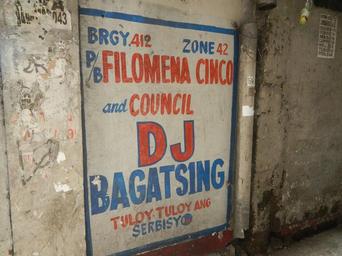 BRGY. 412 ZONE 42
P/B FILOMENA CINCO
and COUNCIL
DJ
BAGATSING
TULOY-TULOY ANG
SERBISYO